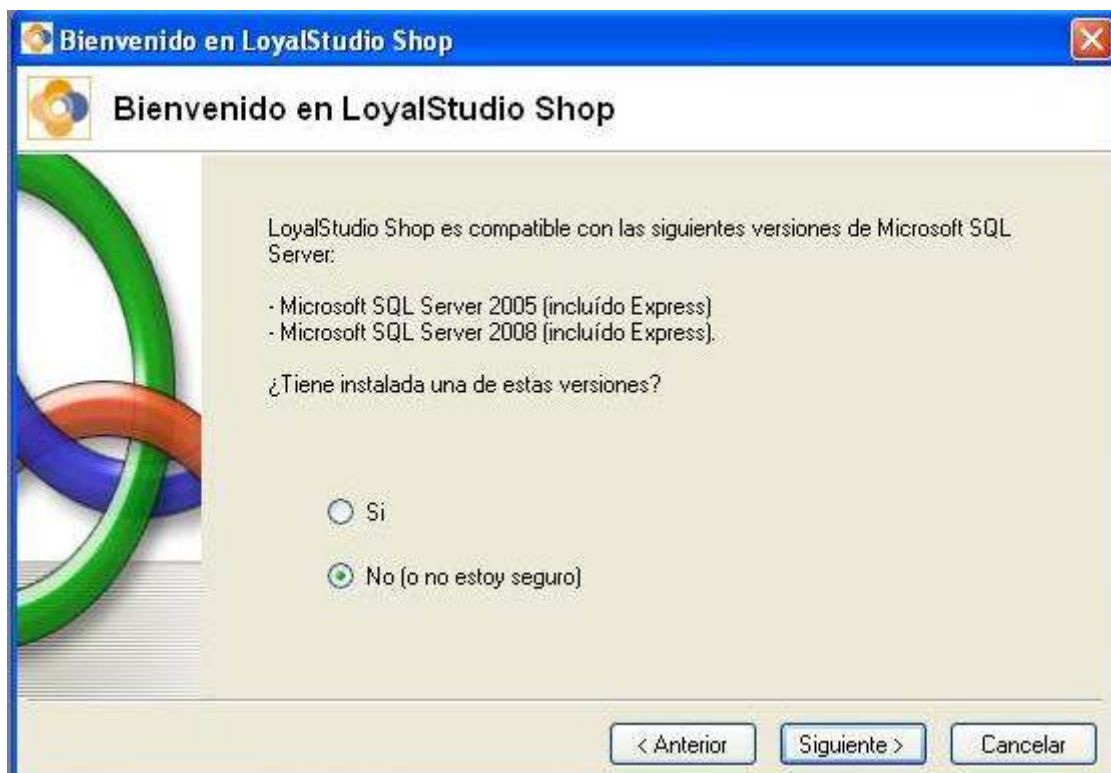 Bienvenido en LoyalStudio Shop
Bienvenido en LoyalStudio Shop
LoyalStudio Shop es compatible con las siguientes versiones de Microsoft SQL
Server:
- Microsoft SQL Server 2005 (incluído Express)
- Microsoft SQL Server 2008 (incluído Express).
¿Tiene instalada una de estas versiones?
Si
No (o no estoy seguro)
< Anterior
Siguiente >
Cancelar